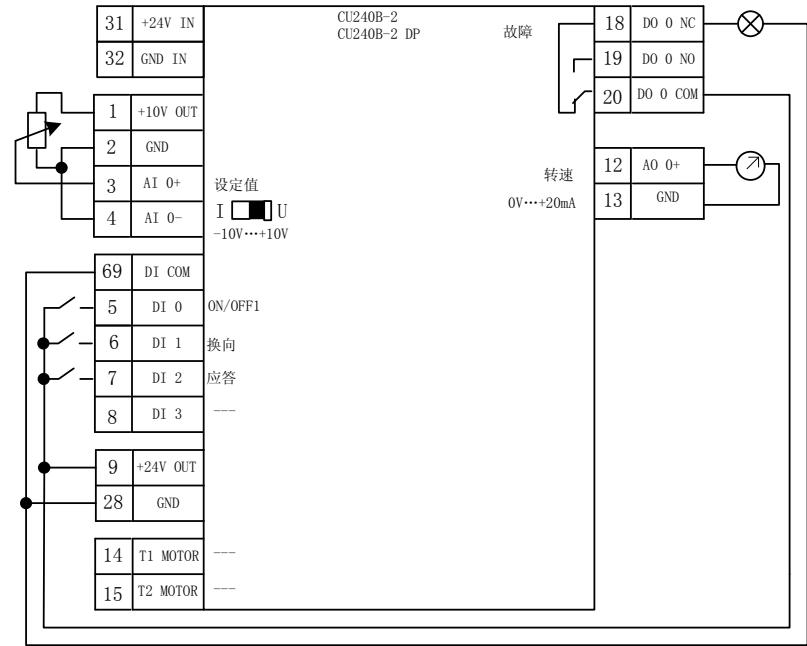 CU240B-2
CU240B-2 DP
31 +24V IN
32 GND IN
1 +10V OUT
2 GND
3 AI 0+
4 AI 0-
设定值
I U
-10V…+10V
69 DI COM
5 DI 0 ON/OFF1
6 DI 1 换向
7 DI 2 应答
8 DI 3 ---
9 +24V OUT
28 GND
14 T1 MOTOR ---
15 T2 MOTOR ---
故障
18 DO 0 NC
19 DO 0 NO
20 DO 0 COM
转速
0V…+20mA
12 AO 0+
13 GND